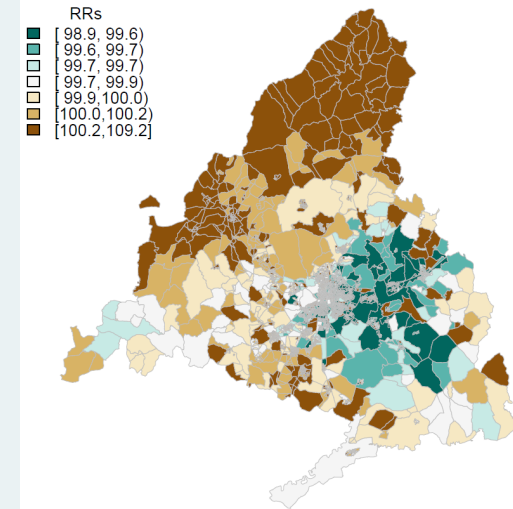 RRs
[ 98.9, 99.6)
[ 99.6, 99.7)
[ 99.7, 99.7)
[ 99.7, 99.9)
[ 99.9,100.0)
[100.0,100.2)
[100.2,109.2]